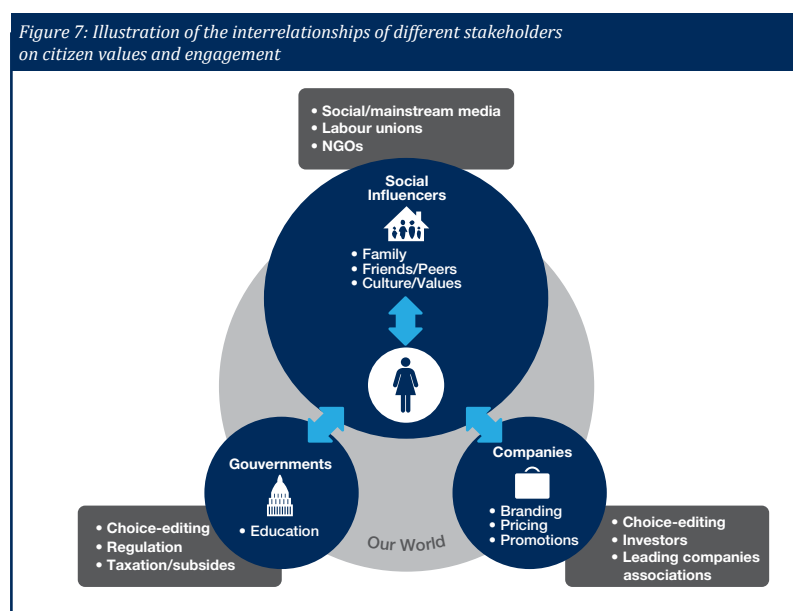 Figure 7: Illustration of the interrelationships of different stakeholders
on citizen values and engagement
• Social/mainstream media
• Labour unions
• NGOs
Social
Influencers
• Family
• Friends/Peers
• Culture/Values
Gouvernments
• Education
• Choice-editing
• Regulation
• Taxation/subsides
Companies
• Branding
• Pricing
• Promotions
• Choice-editing
• Investors
• Leading companies
associations
Our World